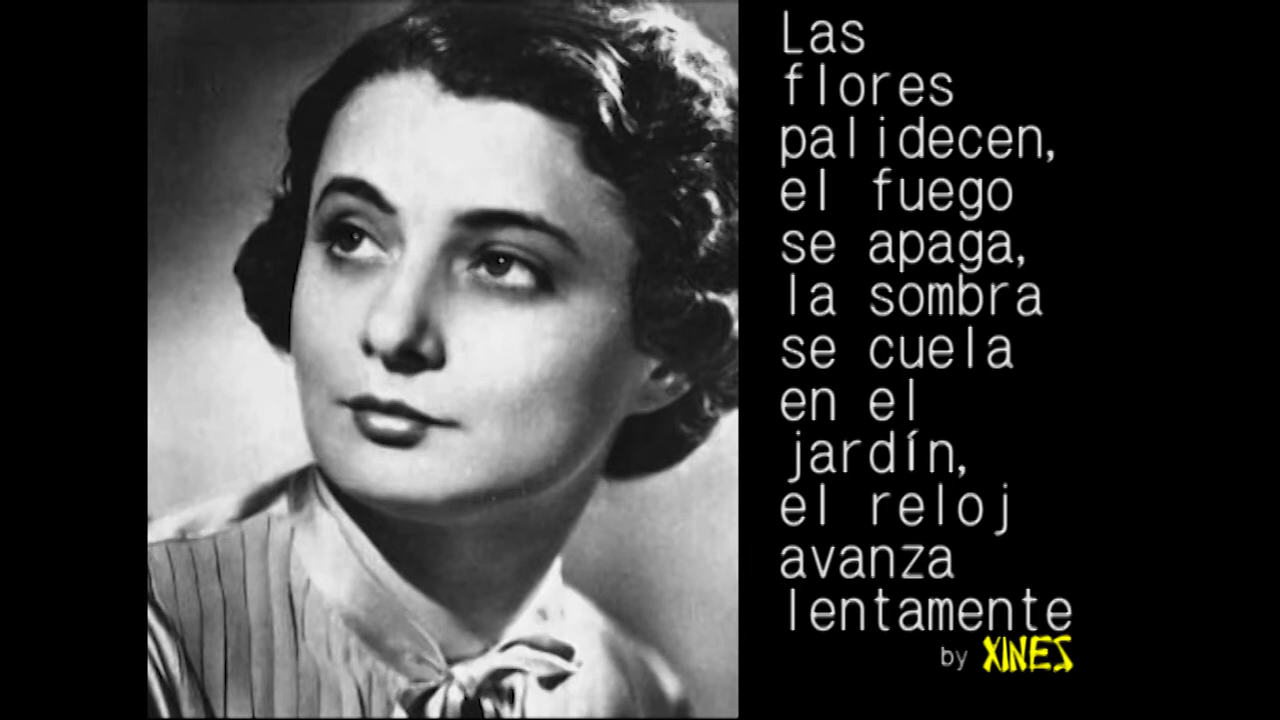 Las
flores
palidecen,
el fuego
se apaga,
la sombra
se cuela
en el
jardín,
el reloj
avanza
lentamente
by XINES